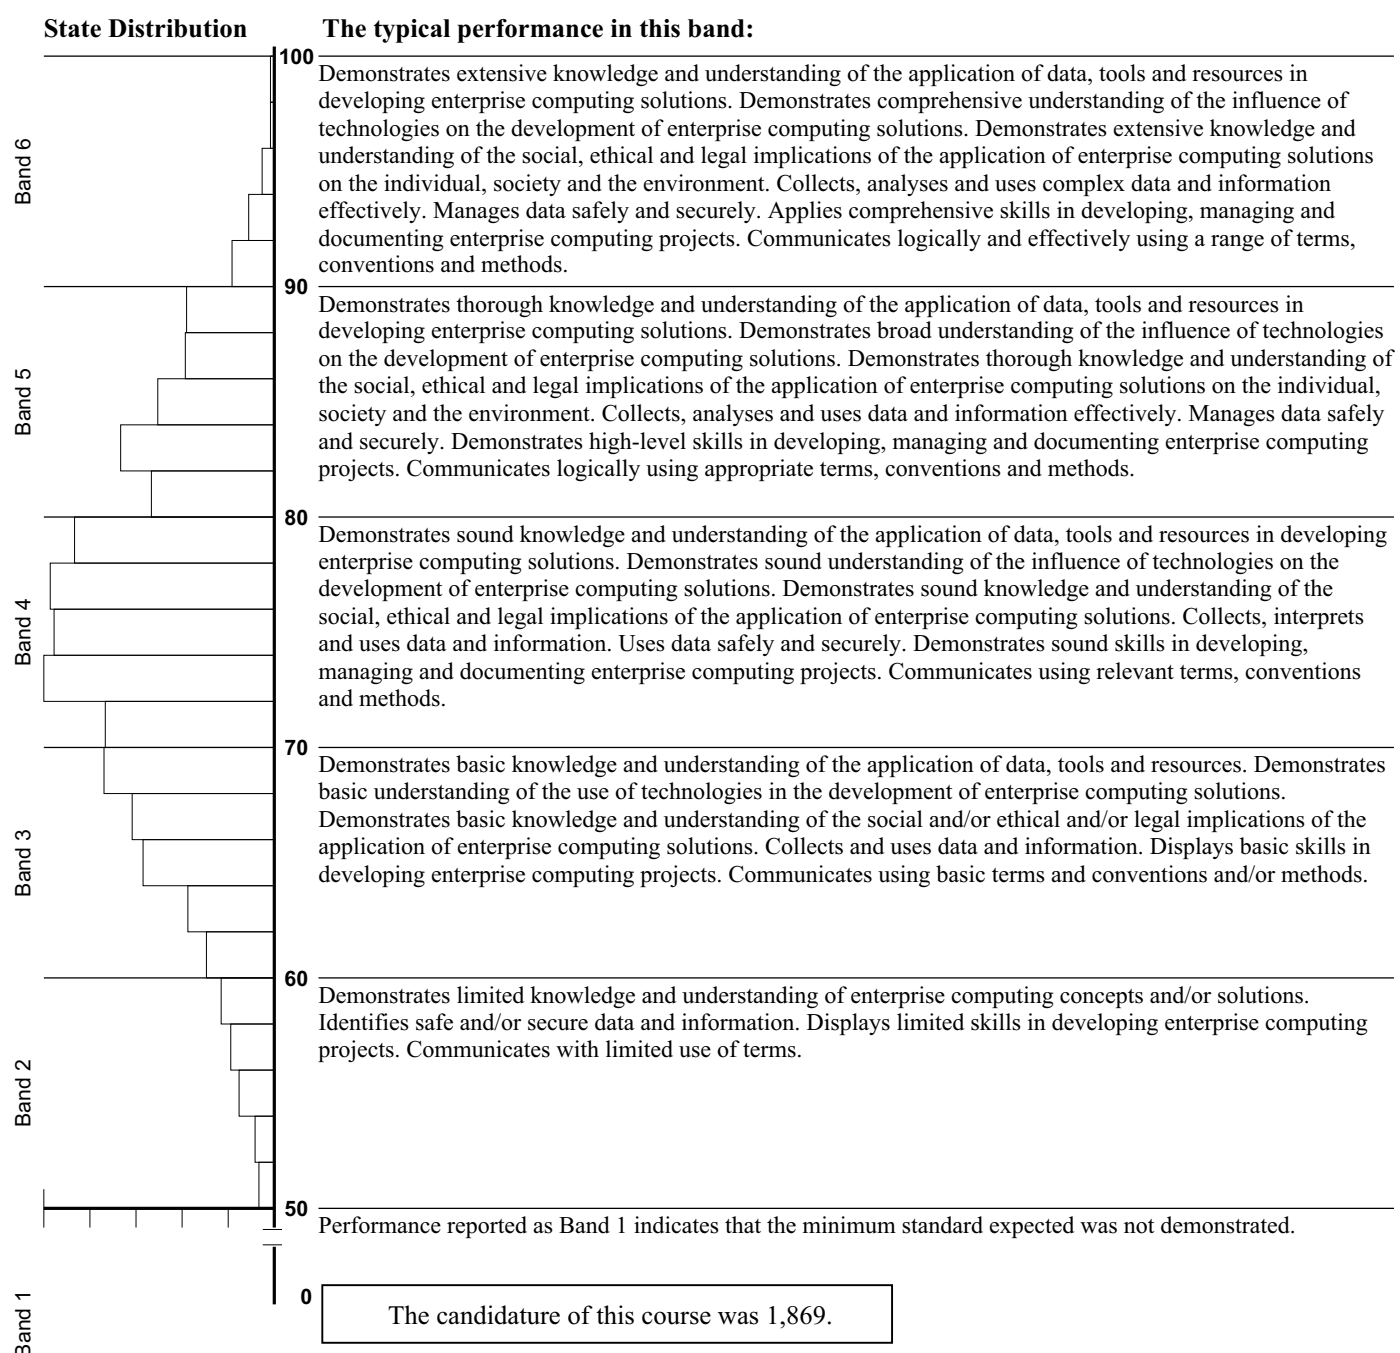 State Distribution
The typical performance in this band:
100
Band 6
Demonstrates extensive knowledge and understanding of the application of data, tools and resources in
developing enterprise computing solutions. Demonstrates comprehensive understanding of the influence of
technologies on the development of enterprise computing solutions. Demonstrates extensive knowledge and
understanding of the social, ethical and legal implications of the application of enterprise computing solutions
on the individual, society and the environment. Collects, analyses and uses complex data and information
effectively. Manages data safely and securely. Applies comprehensive skills in developing, managing and
documenting enterprise computing projects. Communicates logically and effectively using a range of terms,
conventions and methods.
90
Band 5
Demonstrates thorough knowledge and understanding of the application of data, tools and resources in
developing enterprise computing solutions. Demonstrates broad understanding of the influence of technologies
on the development of enterprise computing solutions. Demonstrates thorough knowledge and understanding of
the social, ethical and legal implications of the application of enterprise computing solutions on the individual,
society and the environment. Collects, analyses and uses data and information effectively. Manages data safely
and securely. Demonstrates high-level skills in developing, managing and documenting enterprise computing
projects. Communicates logically using appropriate terms, conventions and methods.
80
Band 4
Demonstrates sound knowledge and understanding of the application of data, tools and resources in developing
enterprise computing solutions. Demonstrates sound understanding of the influence of technologies on the
development of enterprise computing solutions. Demonstrates sound knowledge and understanding of the
social, ethical and legal implications of the application of enterprise computing solutions. Collects, interprets
and uses data and information. Uses data safely and securely. Demonstrates sound skills in developing,
managing and documenting enterprise computing projects. Communicates using relevant terms, conventions
and methods.
70
Band 3
Demonstrates basic knowledge and understanding of the application of data, tools and resources. Demonstrates
basic understanding of the use of technologies in the development of enterprise computing solutions.
Demonstrates basic knowledge and understanding of the social and/or ethical and/or legal implications of the
application of enterprise computing solutions. Collects and uses data and information. Displays basic skills in
developing enterprise computing projects. Communicates using basic terms and conventions and/or methods.
60
Band 2
Demonstrates limited knowledge and understanding of enterprise computing concepts and/or solutions.
Identifies safe and/or secure data and information. Displays limited skills in developing enterprise computing
projects. Communicates with limited use of terms.
50
Performance reported as Band 1 indicates that the minimum standard expected was not demonstrated.
0
Band 1
The candidature of this course was 1,869.